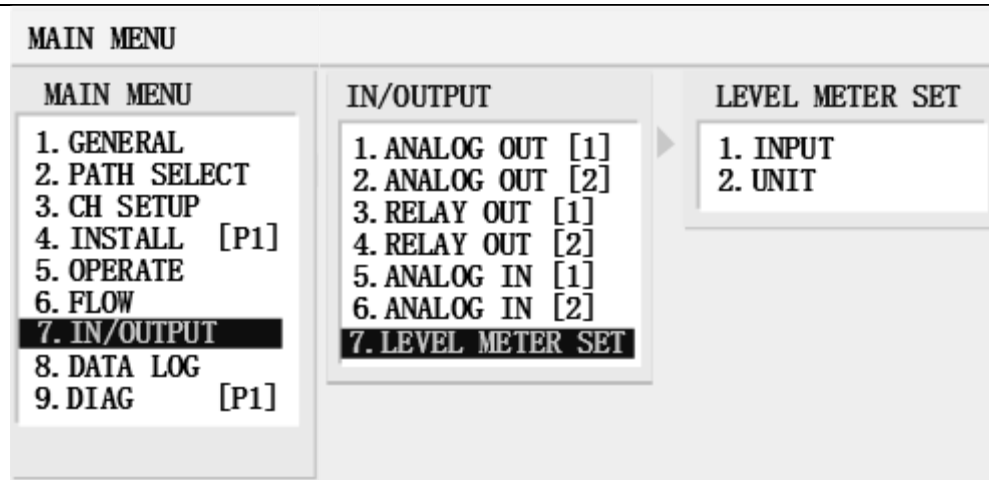 MAIN MENU
MAIN MENU
1. GENERAL
2. PATH SELECT
3. CH SETUP
4. INSTALL [P1]
5. OPERATE
6. FLOW
7. IN/OUTPUT
8. DATA LOG
9. DIAG [P1]
IN/OUTPUT
1. ANALOG OUT [1]
2. ANALOG OUT [2]
3. RELAY OUT [1]
4. RELAY OUT [2]
5. ANALOG IN [1]
6. ANALOG IN [2]
7. LEVEL METER SET
LEVEL METER SET
1. INPUT
2. UNIT